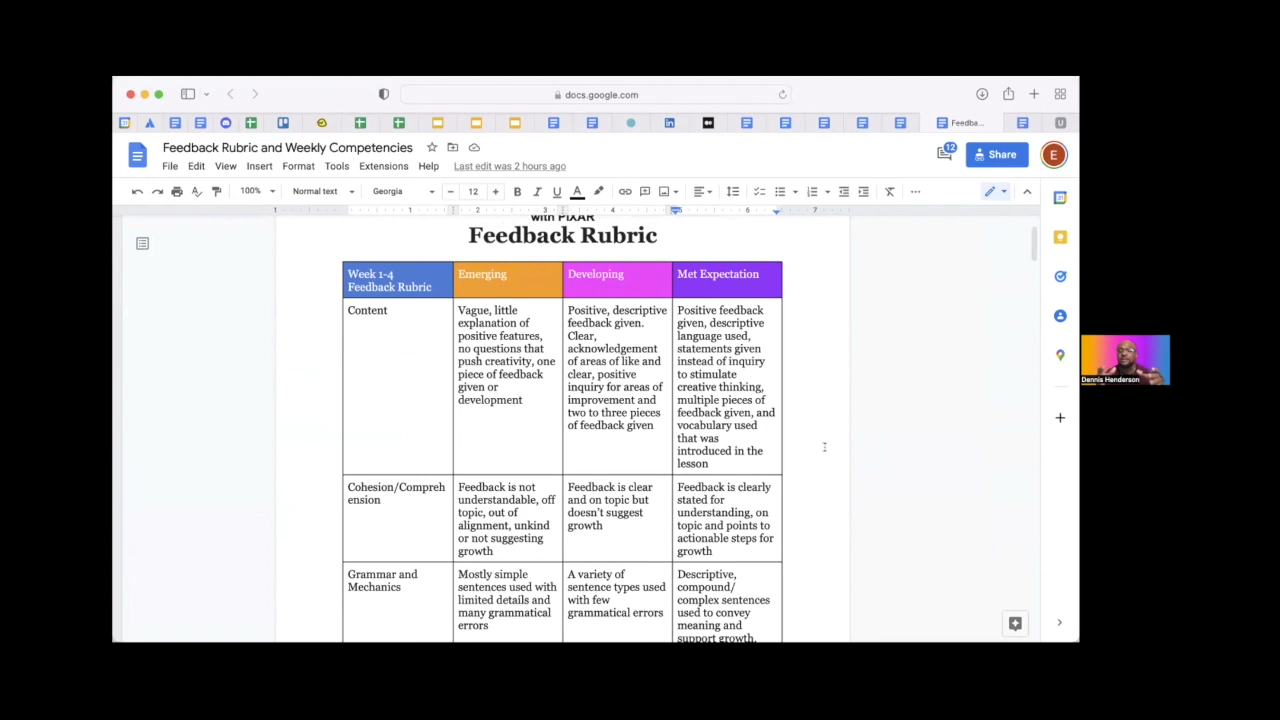 docs.google.com
Feedba...
Feedback Rubric and Weekly Competencies
File Edit View Insert Format Tools Extensions Help Last edit was 2 hours ago
12
Share
E
100% Normal text Georgia 12
1 1 2 3 4 5 6 7
with PIXAR
Feedback Rubric
Week 1-4
Feedback Rubric
Emerging
Developing
Met Expectation
Content
Vague, little
explanation of
positive features,
no questions that
push creativity, one
piece of feedback
given or
development
Positive, descriptive
feedback given.
Clear,
acknowledgement
of areas of like and
clear, positive
inquiry for areas of
improvement and
two to three pieces
of feedback given
Positive feedback
given, descriptive
language used,
statements given
instead of inquiry
to stimulate
creative thinking,
multiple pieces of
feedback given, and
vocabulary used
that was
introduced in the
lesson
Cohesion/Compreh
ension
Feedback is not
understandable, off
topic, out of
alignment, unkind
or not suggesting
growth
Feedback is clear
and on topic but
doesn't suggest
growth
Feedback is clearly
stated for
understanding, on
topic and points to
actionable steps for
growth
Grammar and
Mechanics
Mostly simple
sentences used with
limited details and
many grammatical
errors
A variety of
sentence types used
with few
grammatical errors
Descriptive,
compound/
complex sentences
used to convey
meaning and
support growth.
Dennis Henderson